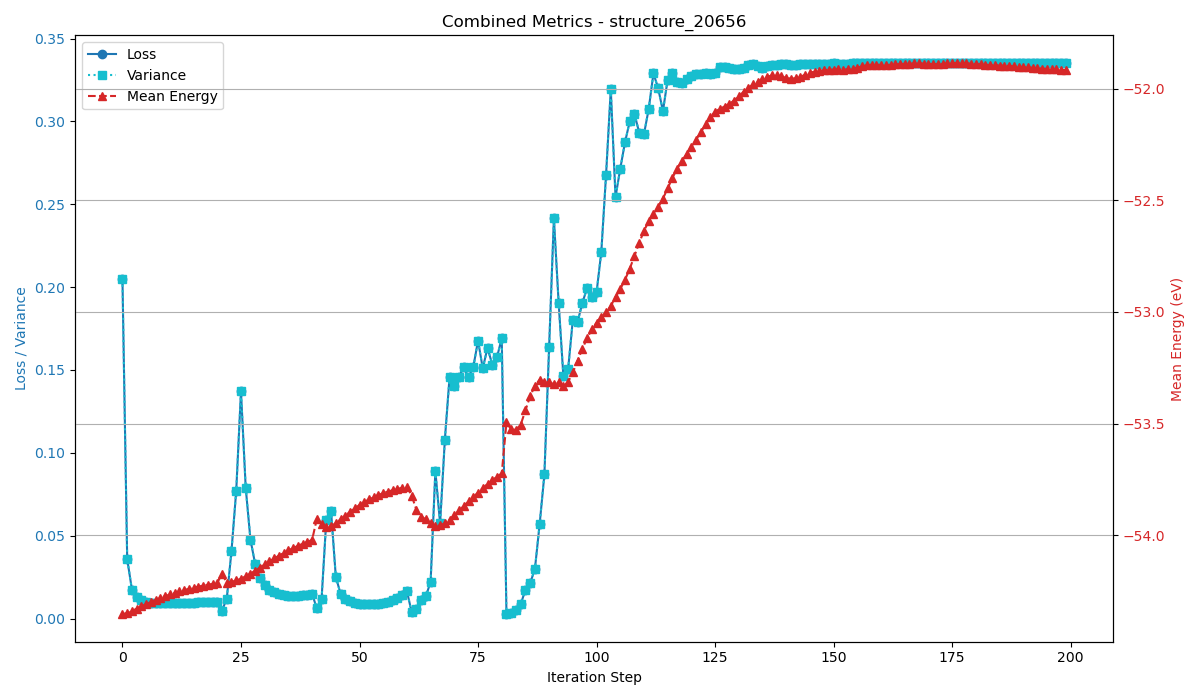 Combined Metrics - structure_20656
Loss
Variance
Mean Energy
0.35
0.30
0.25
0.20
0.15
0.10
0.05
0.00
Loss / Variance
−52.0
−52.5
−53.0
−53.5
−54.0
Mean Energy (eV)
0 25 50 75 100 125 150 175 200
Iteration Step